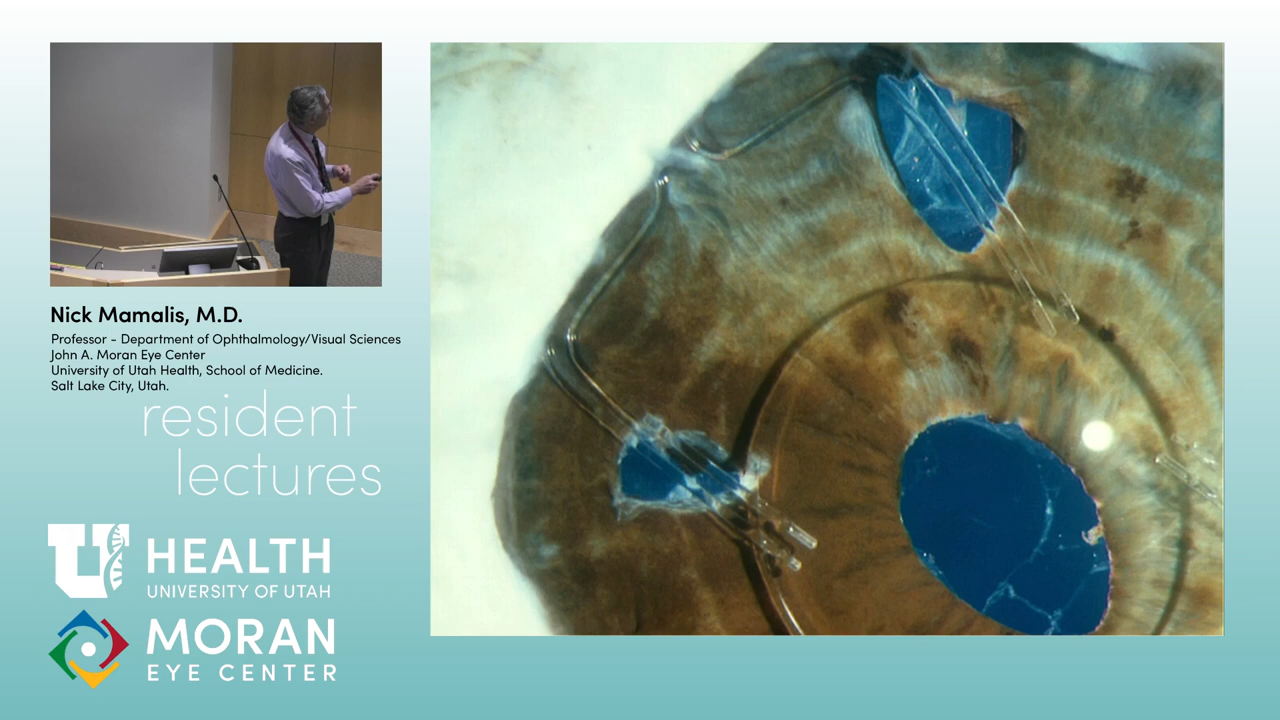 Nick Mamalis, M.D.
Professor - Department of Ophthalmology/Visual Sciences
John A. Moran Eye Center
University of Utah Health, School of Medicine.
Salt Lake City, Utah.
resident
lectures
U HEALTH
UNIVERSITY OF UTAH
MORAN
EYE CENTER